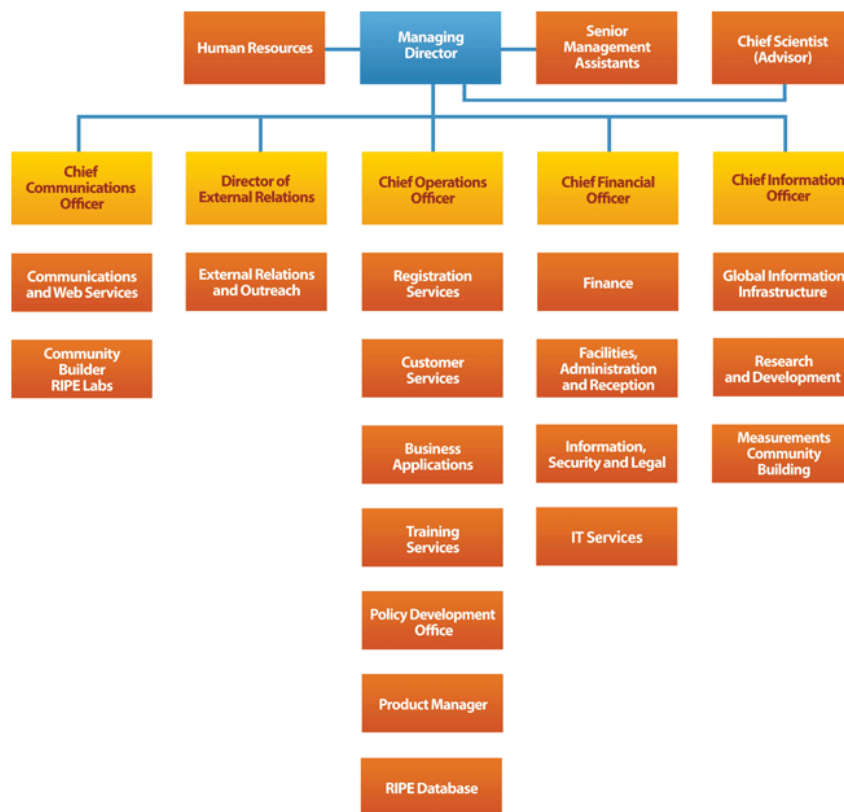 Human Resources
Managing
Director
Senior
Management
Assistants
Chief Scientist
(Advisor)
Chief
Communications
Officer
Director of
External Relations
Chief Operations
Officer
Chief Financial
Officer
Chief Information
Officer
Communications
and Web Services
External Relations
and Outreach
Registration
Services
Finance
Global Information
Infrastructure
Community
Builder
RIPE Labs
Customer
Services
Facilities,
Administration
and Reception
Research
and Development
Business
Applications
Information,
Security and Legal
Measurements
Community
Building
Training
Services
IT Services
Policy Development
Office
Product Manager
RIPE Database